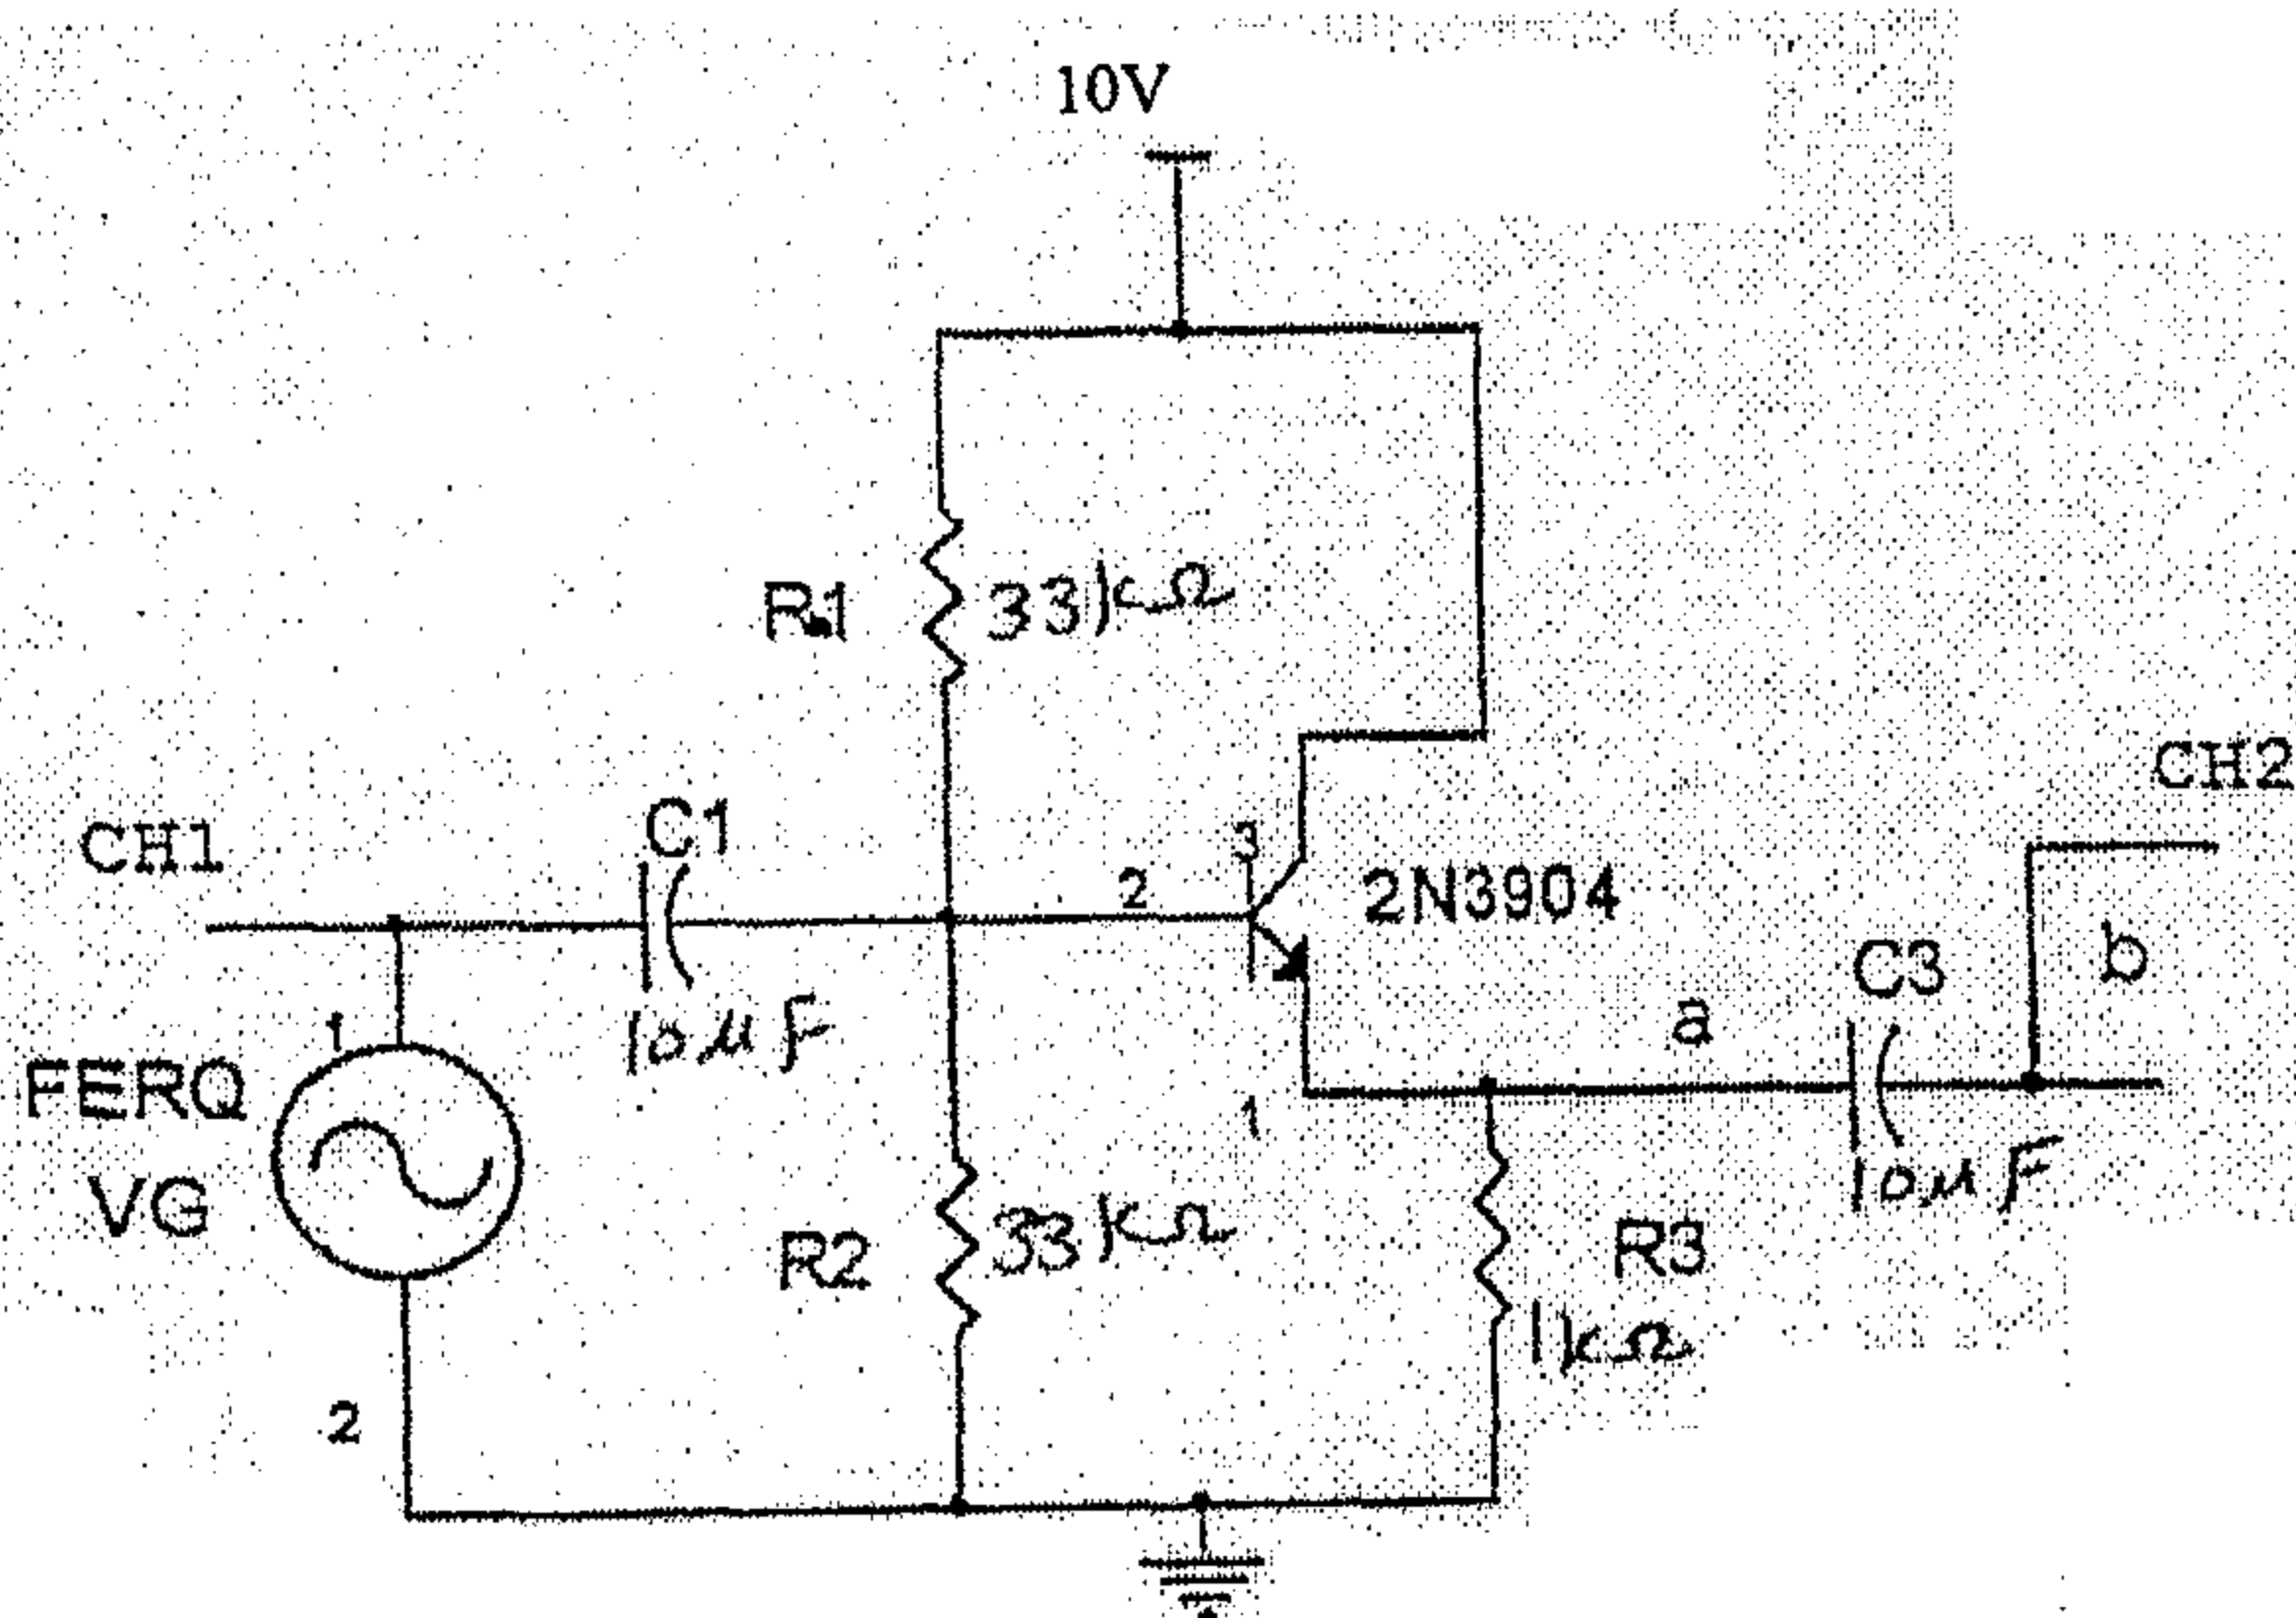 10V
R1
33kΩ
CH1
C1
10µF
2
3
2N3904
CH2
1
FERQ
VG
2
a
C3
b
10µF
1
R2
33kΩ
R3
1kΩ